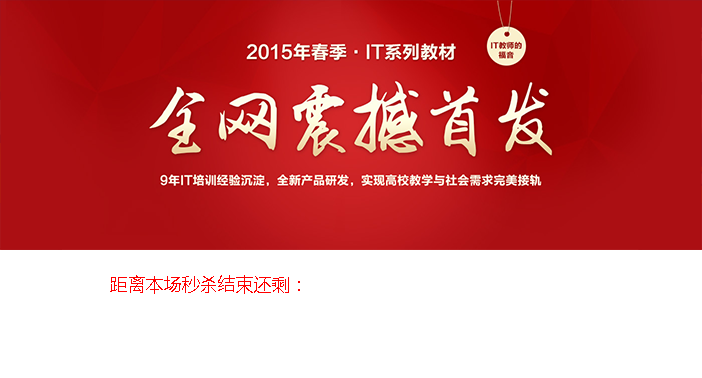 2015年春季·IT系列教材
IT教师的
福音
全网震撼首发
9年IT培训经验沉淀，全新产品研发，实现高校教学与社会需求完美接轨
距离本场秒杀结束还剩：